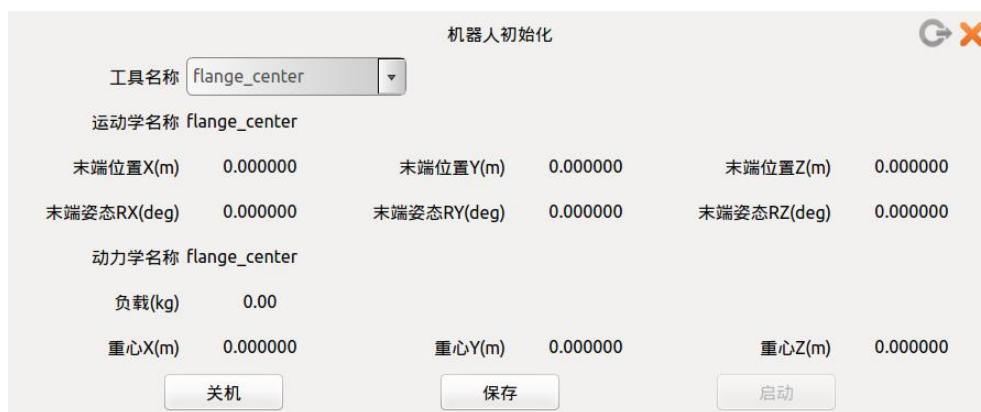 机器人初始化
工具名称 flange_center
运动学名称 flange_center
末端位置X(m) 0.000000 末端位置Y(m) 0.000000 末端位置Z(m) 0.000000
末端姿态RX(deg) 0.000000 末端姿态RY(deg) 0.000000 末端姿态RZ(deg) 0.000000
动力学名称 flange_center
负载(kg) 0.00
重心X(m) 0.000000 重心Y(m) 0.000000 重心Z(m) 0.000000
关机 保存 启动